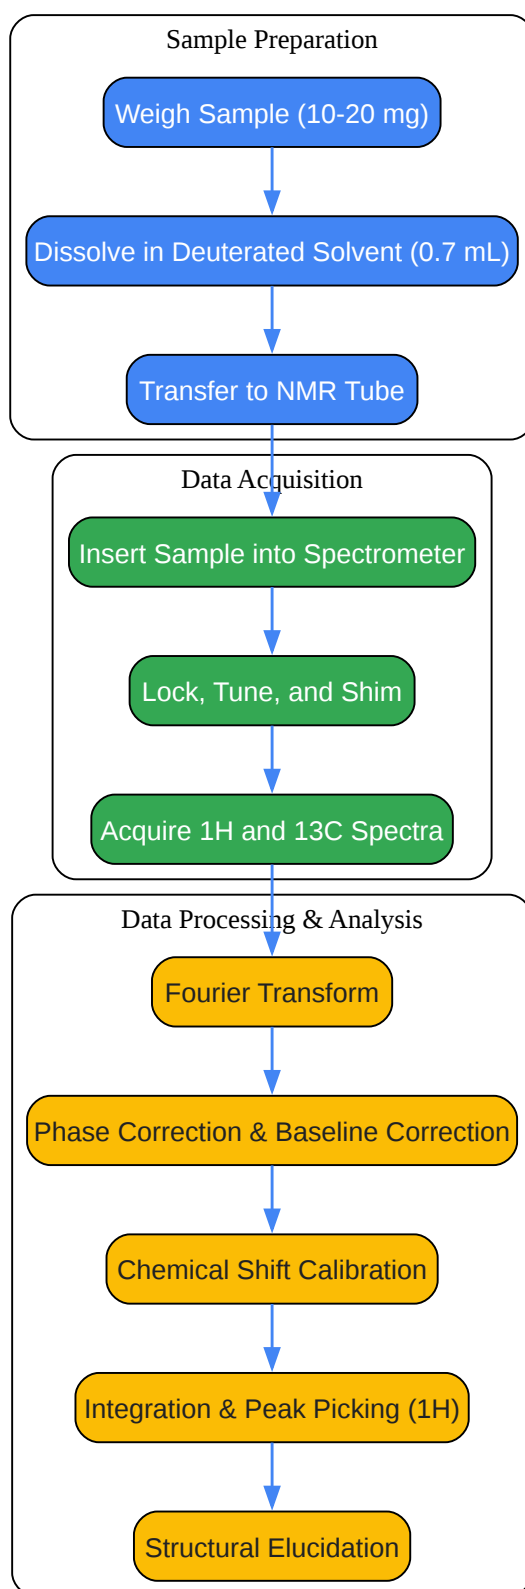 Sample Preparation
Weigh Sample (10-20 mg)
Dissolve in Deuterated Solvent (0.7 mL)
Transfer to NMR Tube
Data Acquisition
Insert Sample into Spectrometer
Lock, Tune, and Shim
Acquire 1H and 13C Spectra
Data Processing & Analysis
Fourier Transform
Phase Correction & Baseline Correction
Chemical Shift Calibration
Integration & Peak Picking (1H)
Structural Elucidation